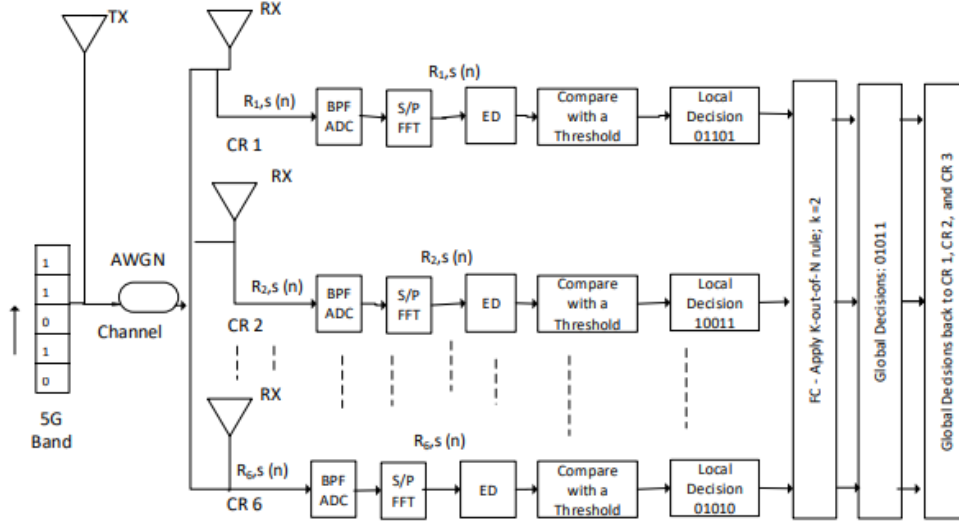 TX
RX
R₁,s (n)
R₁,s (n)
BPF
ADC
S/P
FFT
ED
Compare
with a
Threshold
Local
Decision
01101
CR 1
RX
R₂,s (n)
R₂,s (n)
BPF
ADC
S/P
FFT
ED
Compare
with a
Threshold
Local
Decision
10011
CR 2
AWGN
Channel
1
1
0
1
0
5G
Band
RX
R₆,s (n)
R₆,s (n)
BPF
ADC
S/P
FFT
ED
Compare
with a
Threshold
Local
Decision
01010
CR 6
FC - Apply K-out-of-N rule; k=2
Global Decisions: 01011
Global Decisions back to CR 1, CR 2, and CR 3